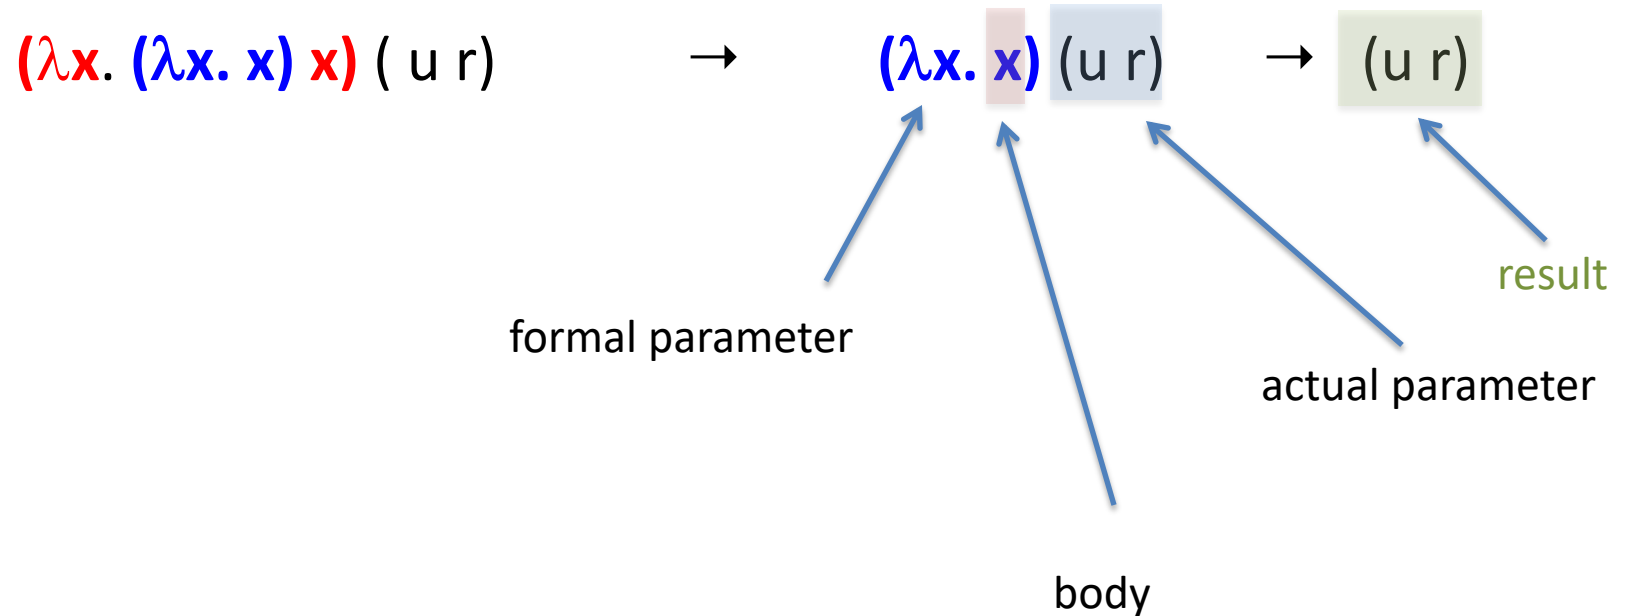 (λx. (λx. x) x) ( u r) → (λx. x) (u r) → (u r)
result
formal parameter
actual parameter
body